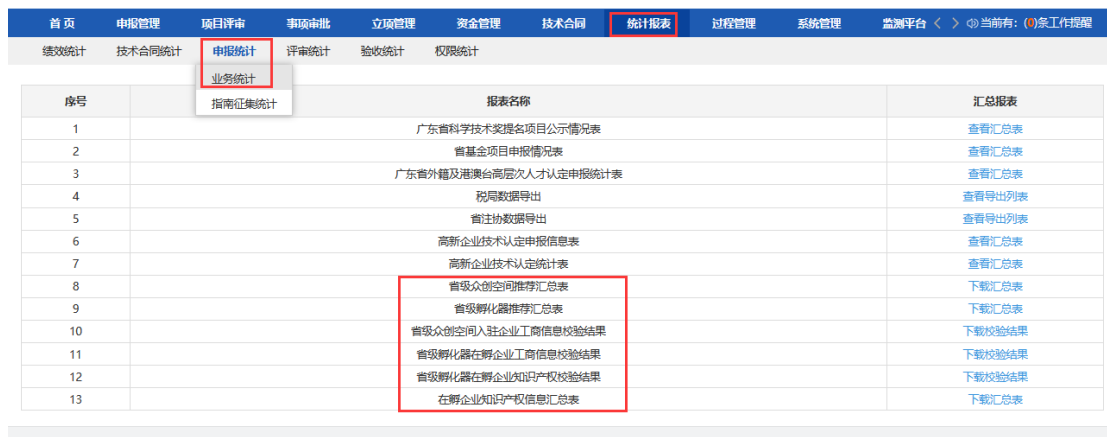 首 页 申报管理 项目评审 事项审批 立项管理 资金管理 技术合同 统计报表 过程管理 系统管理 监测平台 当前有：(0)条工作提醒
绩效统计 技术合同统计 申报统计 评审统计 验收统计 权限统计
业务统计
指南征集统计
序号 报表名称 汇总报表
1 广东省科学技术奖提名项目公示情况表 查看汇总表
2 省基金项目申报情况表 查看汇总表
3 广东省外籍及港澳台高层次人才认定申报统计表 查看汇总表
4 税局数据导出 查看导出列表
5 省注协数据导出 查看导出列表
6 高新企业技术认定申报信息表 查看汇总表
7 高新企业技术认定统计表 查看汇总表
8 省级众创空间推荐汇总表 下载汇总表
9 省级孵化器推荐汇总表 下载汇总表
10 省级众创空间入驻企业工商信息校验结果 下载校验结果
11 省级孵化器在孵企业工商信息校验结果 下载校验结果
12 省级孵化器在孵企业知识产权校验结果 下载校验结果
13 在孵企业知识产权信息汇总表 下载汇总表